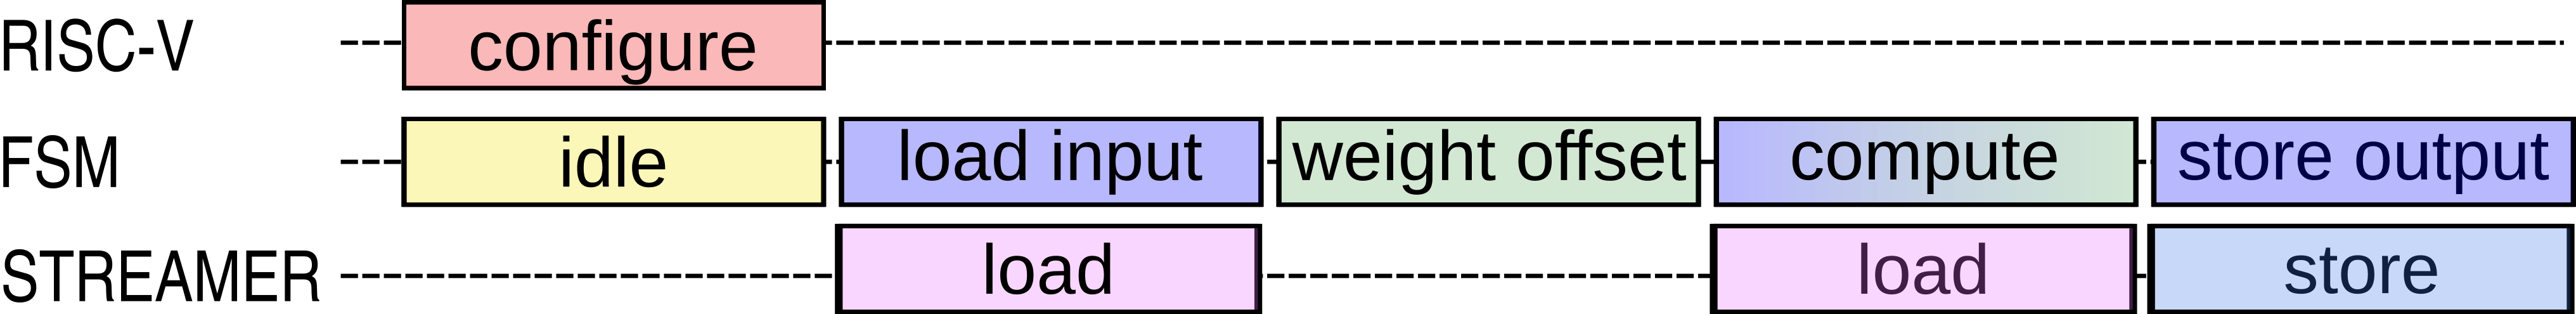 RISC-V configure
FSM idle load input weight offset compute store output
STREAMER load load store